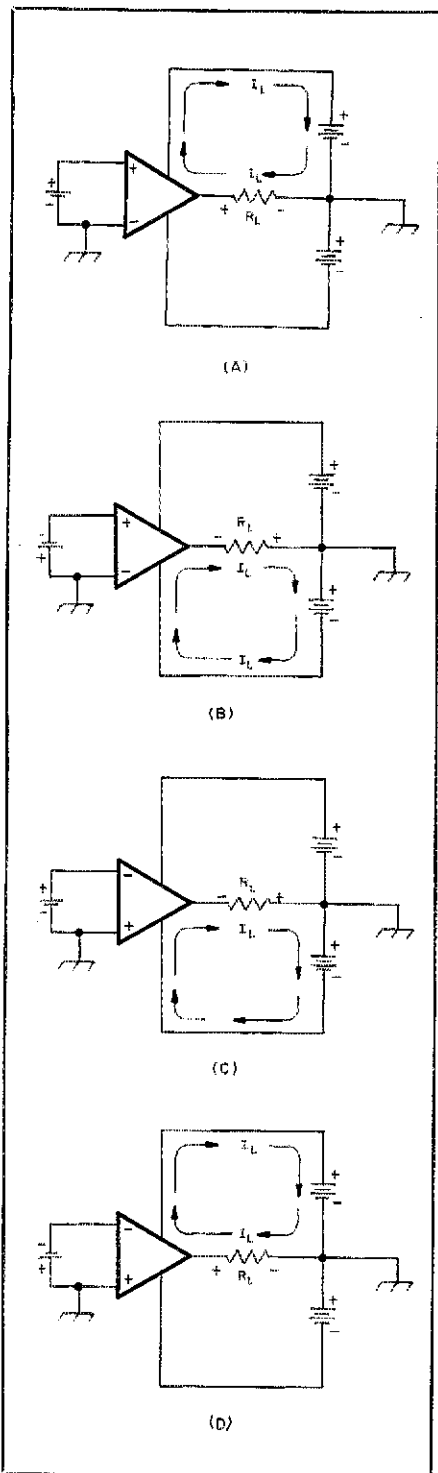 I_L
+
-
+
+
-
I_L
+
-
R_L
-
+
-
(A)
+
-
-
+
R_L
-
+
+
-
I_L
+
-
I_L
(B)
+
-
+
-
R_L
-
+
-
+
I_L
+
-
(C)
I_L
+
-
-
-
+
I_L
+
+
-
R_L
+
-
(D)